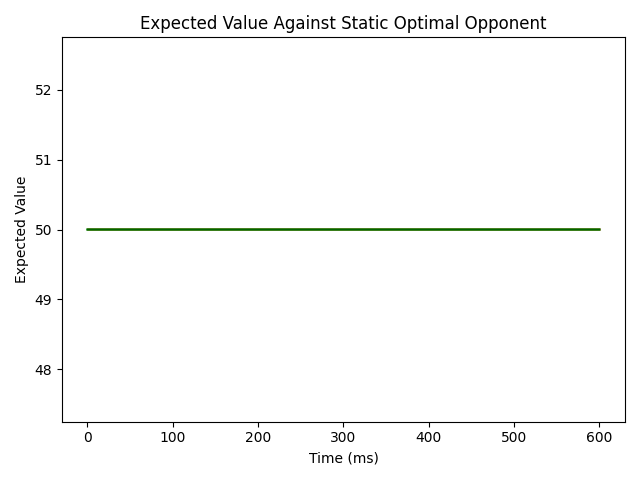 Expected Value Against Static Optimal Opponent
52
51
50
49
48
Expected Value
0 100 200 300 400 500 600
Time (ms)